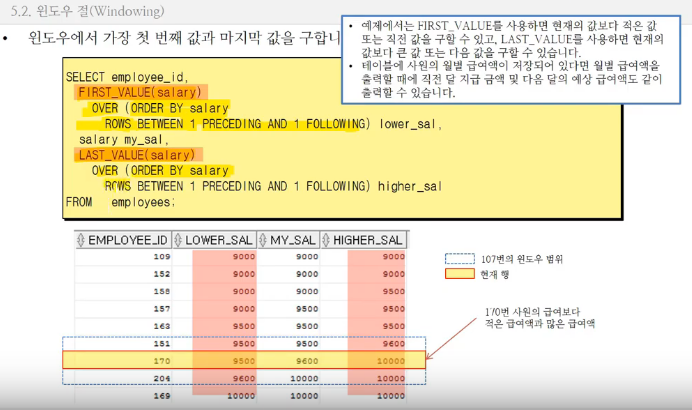 5.2. 윈도우 절(Windowing)
• 윈도우에서 가장 첫 번째 값과 마지막 값을 구합니
• 예제에서는 FIRST_VALUE를 사용하면 현재의 값보다 적은 값
또는 직전 값을 구할 수 있고, LAST_VALUE를 사용하면 현재의
값보다 큰 값 또는 다음 값을 구할 수 있습니다.
• 테이블에 사원의 월별 급여액이 저장되어 있다면 월별 급여액을
출력할 때에 직전 달 지급 금액 및 다음 달의 예상 급여액도 같이
출력할 수 있습니다.
SELECT employee_id,
FIRST_VALUE(salary)
OVER (ORDER BY salary
ROWS BETWEEN 1 PRECEDING AND 1 FOLLOWING) lower_sal,
salary my_sal,
LAST_VALUE(salary)
OVER (ORDER BY salary
ROWS BETWEEN 1 PRECEDING AND 1 FOLLOWING) higher_sal
FROM employees;
EMPLOYEE_ID LOWER_SAL MY_SAL HIGHER_SAL
109 9000 9000 9000
152 9000 9000 9000
158 9000 9000 9000
157 9000 9500 9500
163 9500 9500 9500
151 9500 9500 9600
170 9500 9600 10000
204 9600 10000 10000
169 10000 10000 10000
107번의 윈도우 범위
현재 행
170번 사원의 급여보다
적은 급여액과 많은 급여액